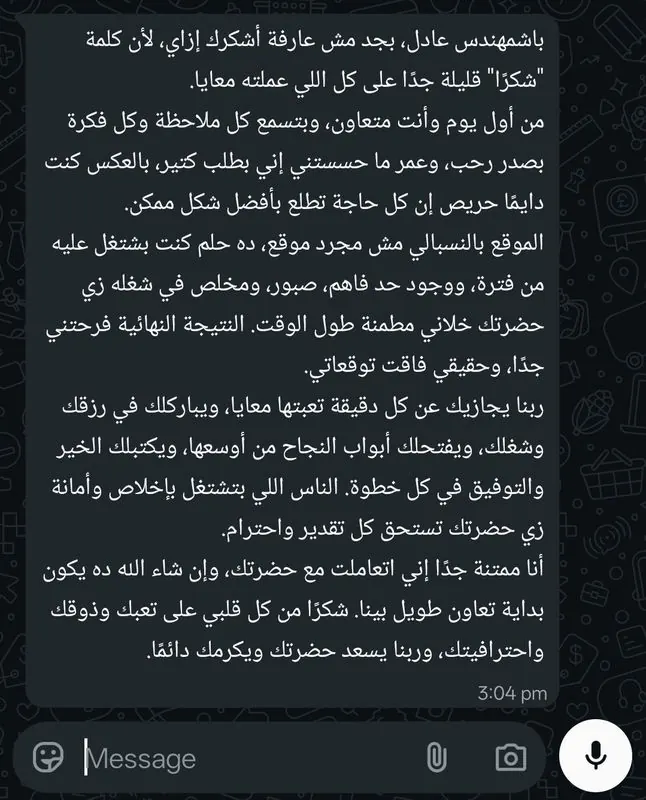 باشمهندس عادل، بجد مش عارفة أشكرك إزاي، لأن كلمة
"شكرًا" قليلة جدًا على كل اللي عملته معايا.
من أول يوم وأنت متعاون، وبتسمع كل ملاحظة وكل فكرة
بصدر رحب، وعمر ما حسستني إني بطلب كتير، بالعكس كنت
دايمًا حريص إن كل حاجة تطلع بأفضل شكل ممكن.
الموقع بالنسبالي مش مجرد موقع، ده حلم كنت بشتغل عليه
من فترة، ووجود حد فاهم، صبور، ومخلص في شغله زي
حضرتك خلاني مطمنة طول الوقت. النتيجة النهائية فرحتني
جدًا، وحقيقي فاقت توقعاتي.
ربنا يجازيك عن كل دقيقة تعبتها معايا، ويباركلك في رزقك
وشغلك، ويفتحلك أبواب النجاح من أوسعها، ويكتبلك الخير
والتوفيق في كل خطوة. الناس اللي بتشتغل بإخلاص وأمانة
زي حضرتك تستحق كل تقدير واحترام.
أنا ممتنة جدًا إني اتعاملت مع حضرتك، وإن شاء الله ده يكون
بداية تعاون طويل بينا. شكرًا من كل قلبي على تعبك وذوقك
واحترافيتك، وربنا يسعد حضرتك ويكرمك دائمًا.
3:04 pm
Message